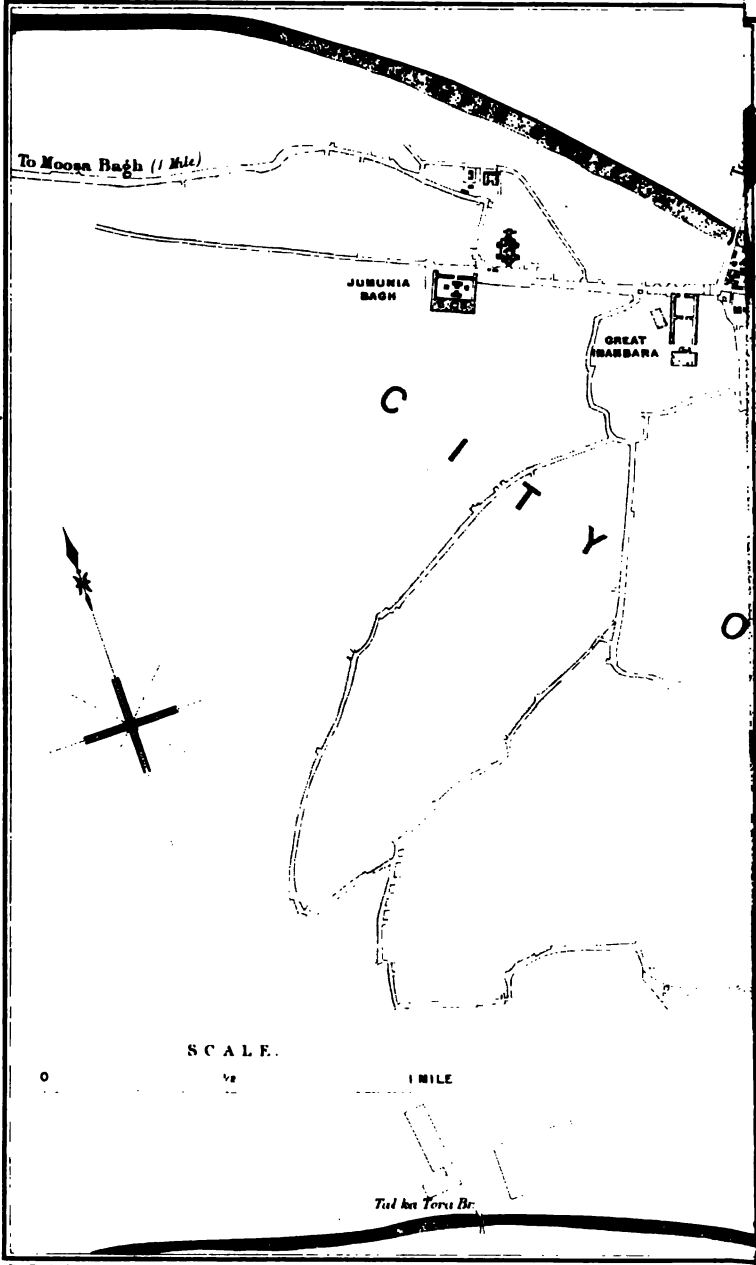 To Moosa Bagh (1 Mile)
JUMUNIA
BAGH
GREAT
IMAMBARA
CITY O
SCALE.
0 ½ 1 MILE
Tal ka Tora Br.